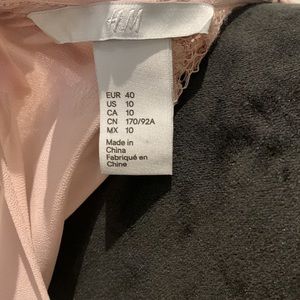 H&M
EUR 40
US 10
CA 10
CN 170/92A
MX 10
Made in
China
Fabriqué en
Chine